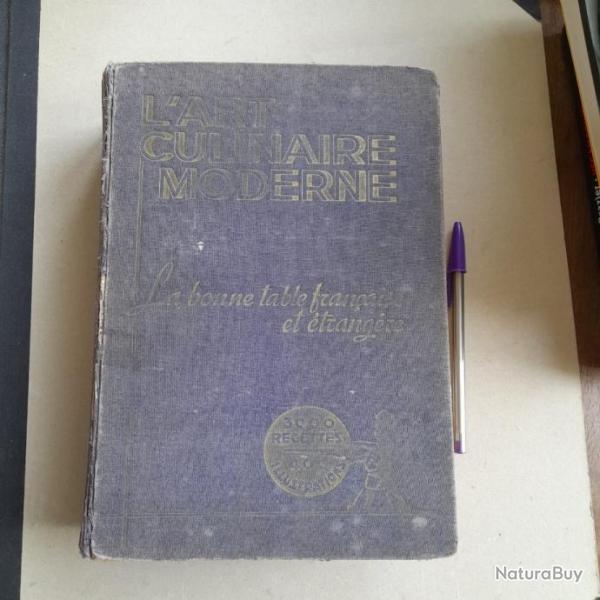 L'ART
CULINAIRE
MODERNE
La bonne table française
et étrangère
3000
RECETTES
ILLUSTRATIONS
NaturaBuy